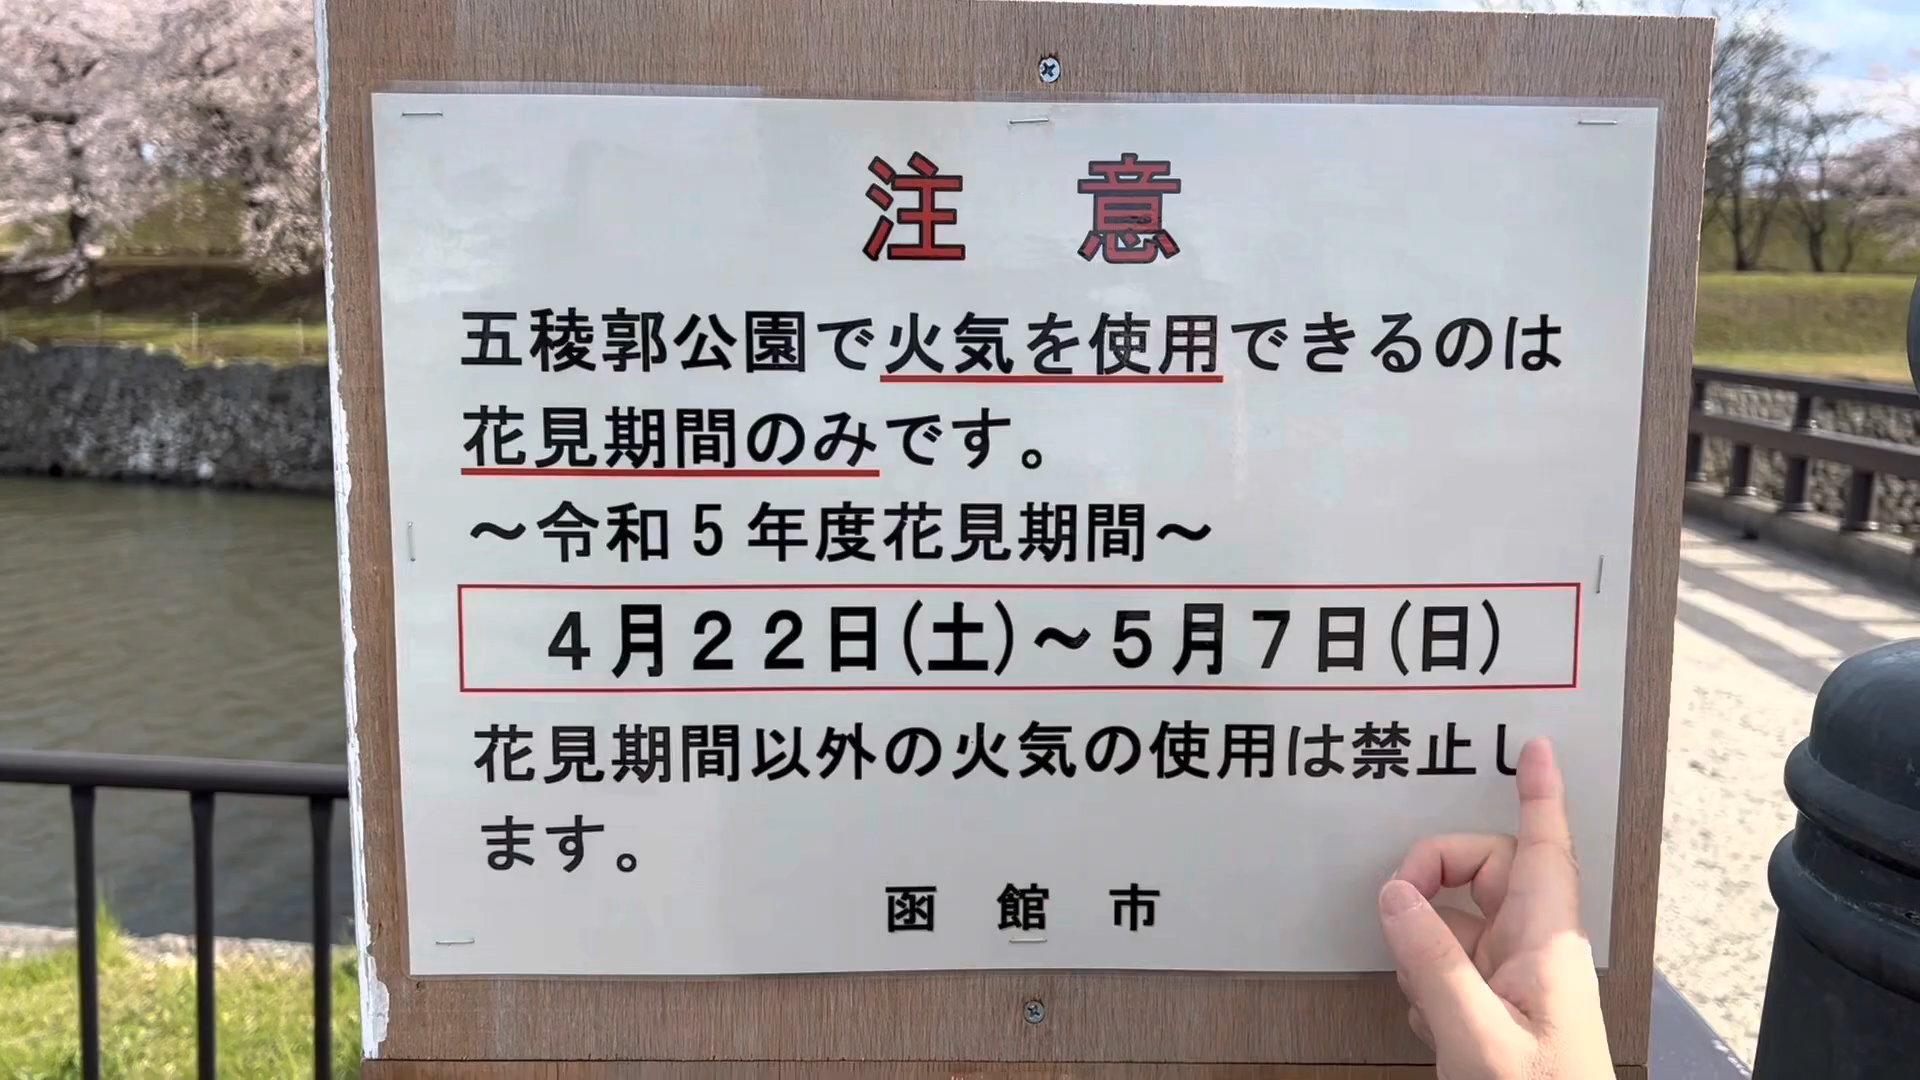 注　意
五稜郭公園で火気を使用できるのは
花見期間のみです。
～令和５年度花見期間～
４月２２日(土)～５月７日(日)
花見期間以外の火気の使用は禁止し
ます。
函　館　市